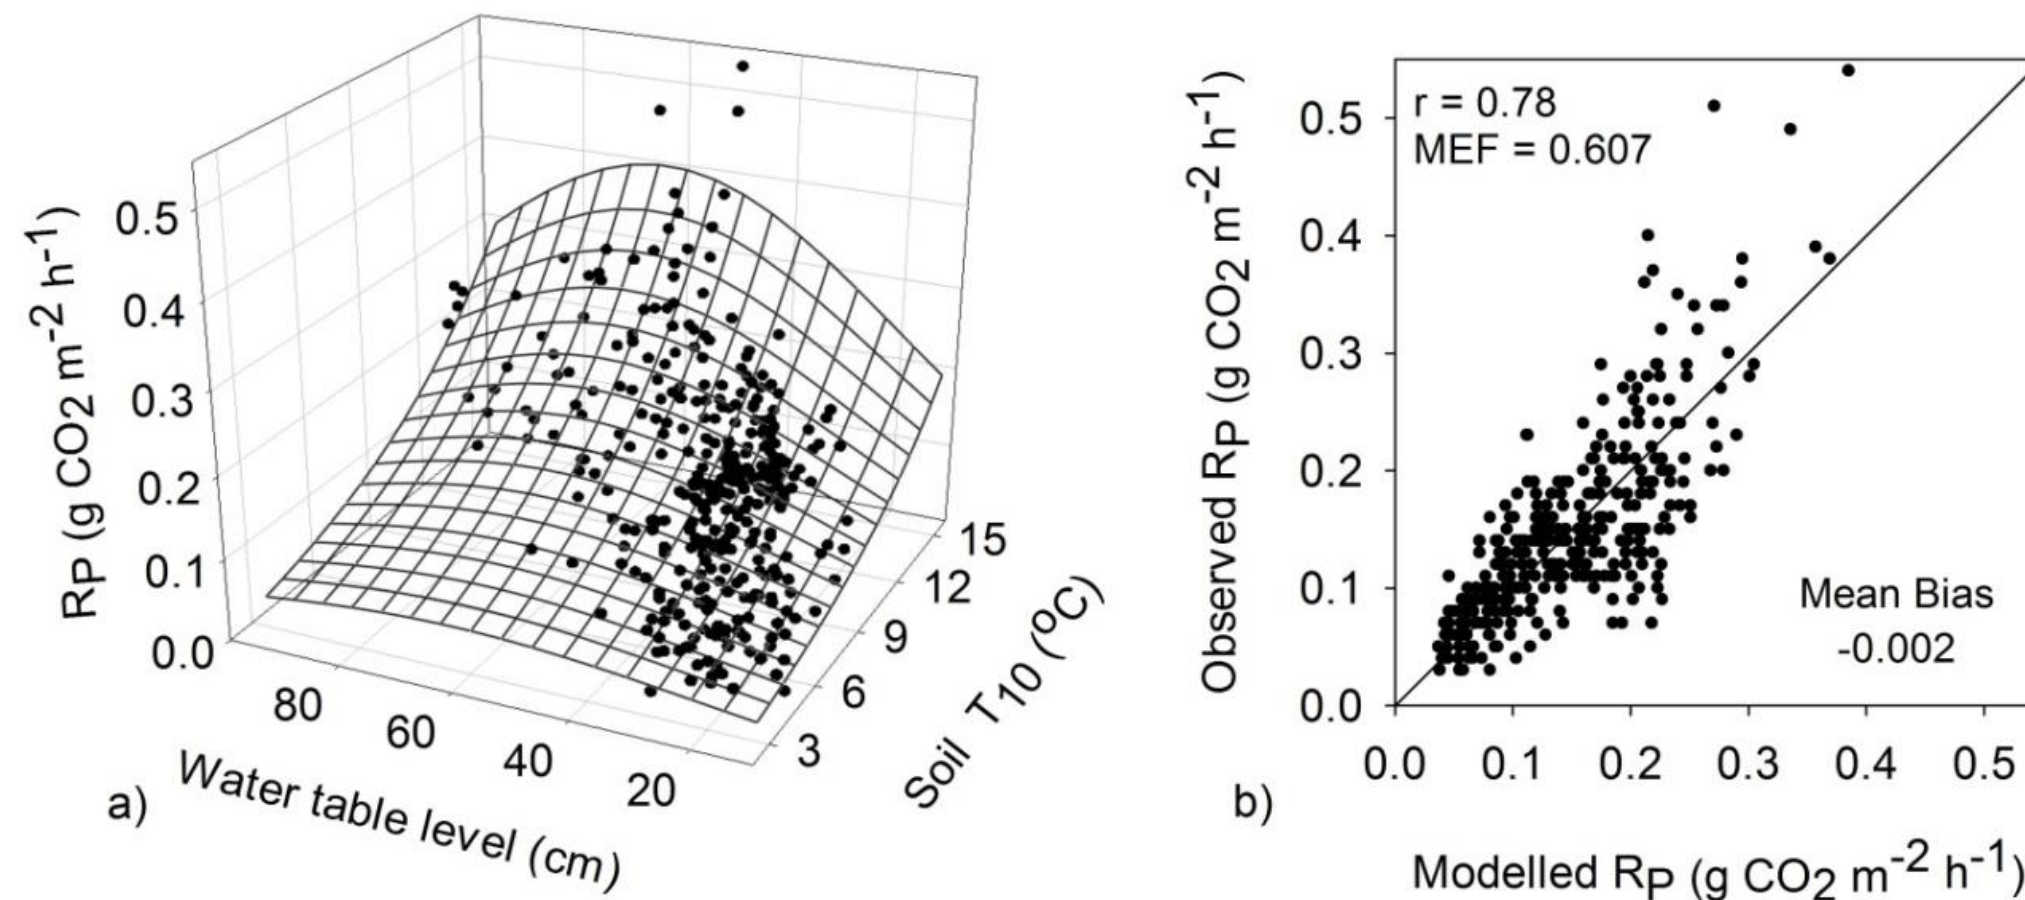 Rp (g CO2 m-2 h-1)
0.5
0.4
0.3
0.2
0.1
0.0
80
60
40
20
Water table level (cm)
15
12
9
6
3
Soil T10 (oC)
a)
Observed Rp (g CO2 m-2 h-1)
0.5
0.4
0.3
0.2
0.1
0.0
r = 0.78
MEF = 0.607
Mean Bias
-0.002
0.0 0.1 0.2 0.3 0.4 0.5
b)
Modelled Rp (g CO2 m-2 h-1)